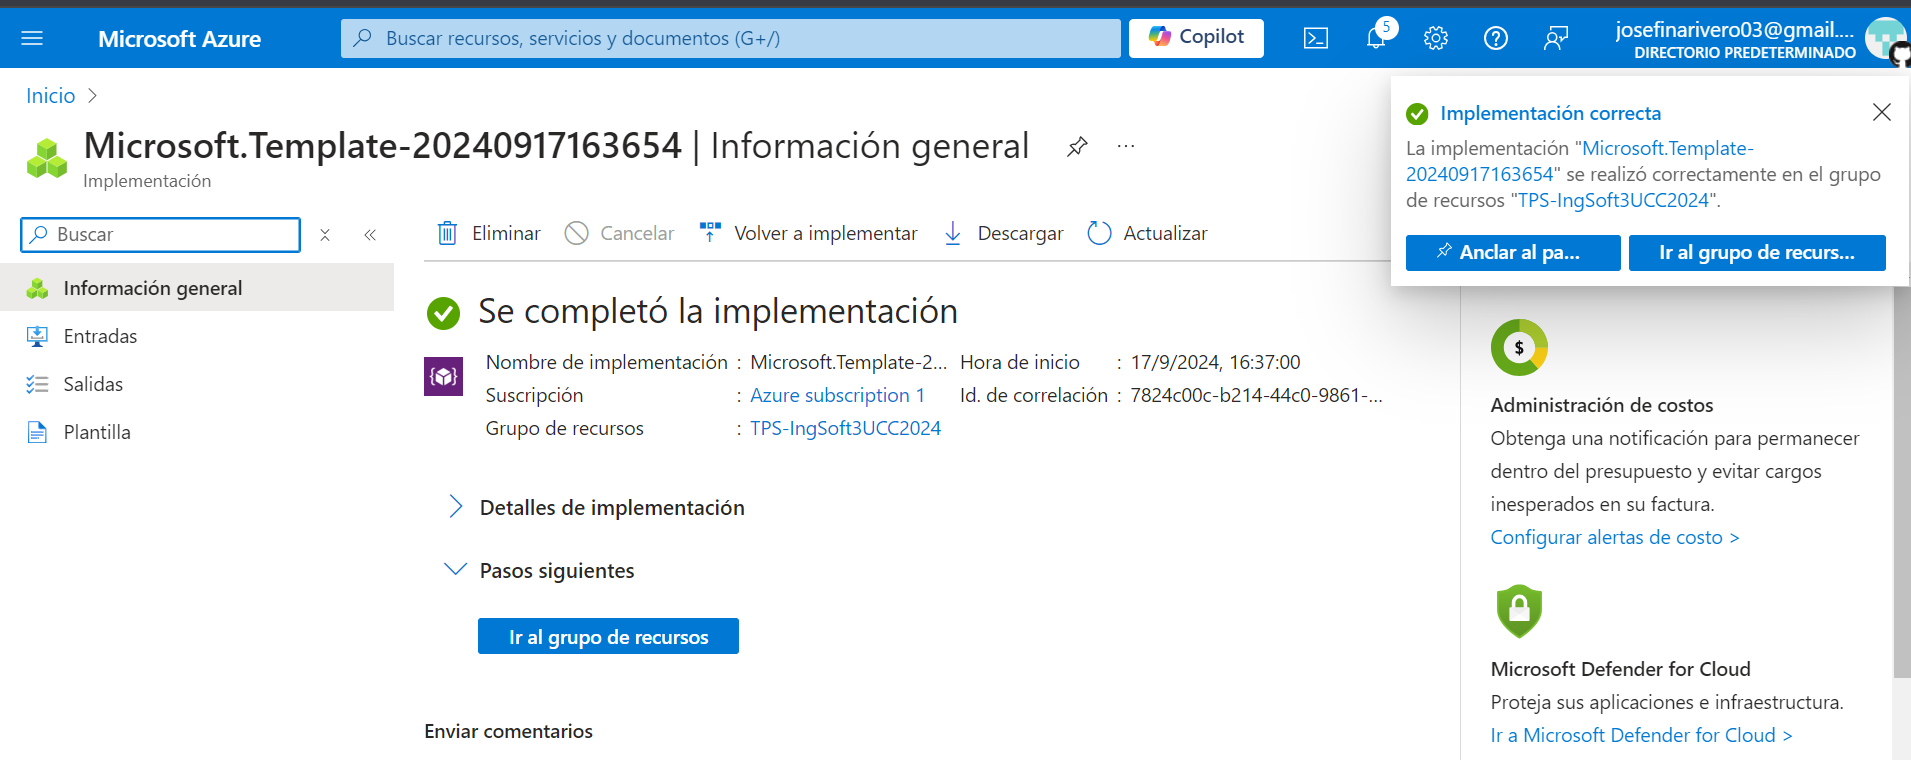 Microsoft Azure
Buscar recursos, servicios y documentos (G+/)
Copilot
5
josefinarivero03@gmail....
DIRECTORIO PREDETERMINADO
Inicio >
Microsoft.Template-20240917163654 | Información general
...
Implementación
Implementación correcta
La implementación "Microsoft.Template-
20240917163654" se realizó correctamente en el grupo
de recursos "TPS-IngSoft3UCC2024".
Anclar al pa...
Ir al grupo de recurs...
Buscar
Información general
Entradas
Salidas
Plantilla
Eliminar
Cancelar
Volver a implementar
Descargar
Actualizar
Se completó la implementación
Nombre de implementación : Microsoft.Template-2...
Hora de inicio : 17/9/2024, 16:37:00
Suscripción : Azure subscription 1
Id. de correlación : 7824c00c-b214-44c0-9861-...
Grupo de recursos : TPS-IngSoft3UCC2024
Detalles de implementación
Pasos siguientes
Ir al grupo de recursos
Enviar comentarios
$
Administración de costos
Obtenga una notificación para permanecer
dentro del presupuesto y evitar cargos
inesperados en su factura.
Configurar alertas de costo >
Microsoft Defender for Cloud
Proteja sus aplicaciones e infraestructura.
Ir a Microsoft Defender for Cloud >